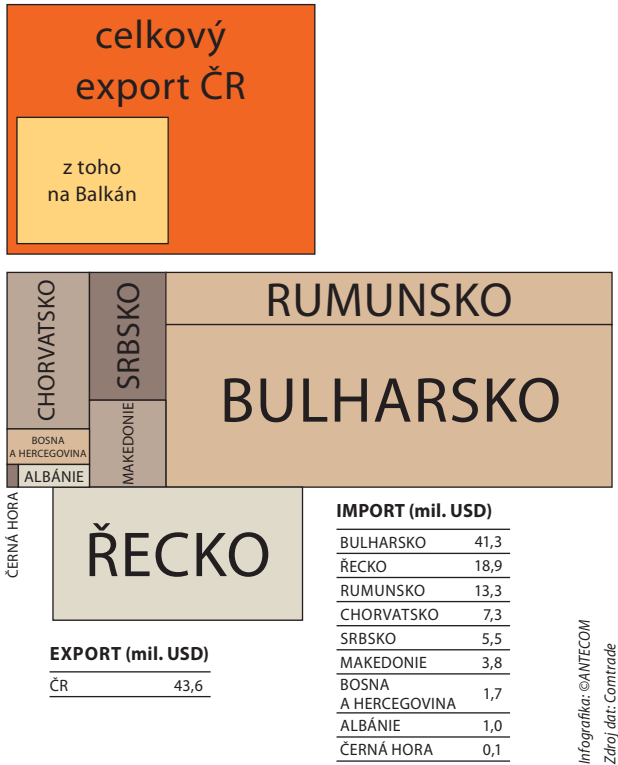 celkový
export ČR
z toho
na Balkán
CHORVATSKO
SRBSKO
RUMUNSKO
BULHARSKO
BOSNA
A HERCEGOVINA
MAKEDONIE
ALBÁNIE
ČERNÁ HORA
ŘECKO
EXPORT (mil. USD)
ČR 43,6
IMPORT (mil. USD)
BULHARSKO 41,3
ŘECKO 18,9
RUMUNSKO 13,3
CHORVATSKO 7,3
SRBSKO 5,5
MAKEDONIE 3,8
BOSNA
A HERCEGOVINA 1,7
ALBÁNIE 1,0
ČERNÁ HORA 0,1
Infografika: ©ANTECOM
Zdroj dat: Comtrade